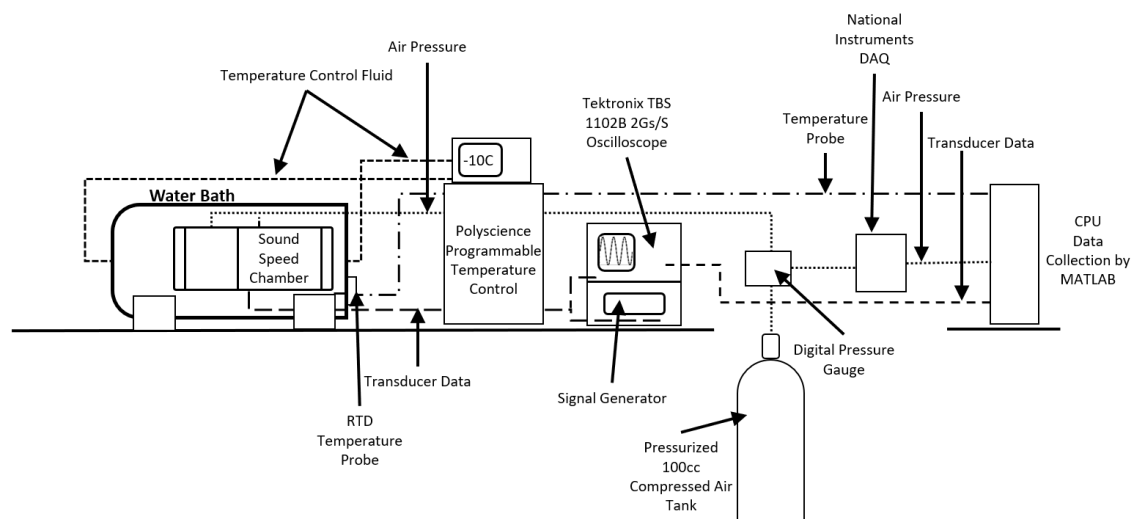 National
Instruments
DAQ
Air Pressure
Temperature Control Fluid
Tektronix TBS
1102B 2Gs/S
Oscilloscope
Air Pressure
Temperature
Probe
Transducer Data
-10C
Water Bath
Sound
Speed
Chamber
Polyscience
Programmable
Temperature
Control
CPU
Data
Collection by
MATLAB
Digital Pressure
Gauge
Transducer Data
Signal Generator
RTD
Temperature
Probe
Pressurized
100cc
Compressed Air
Tank